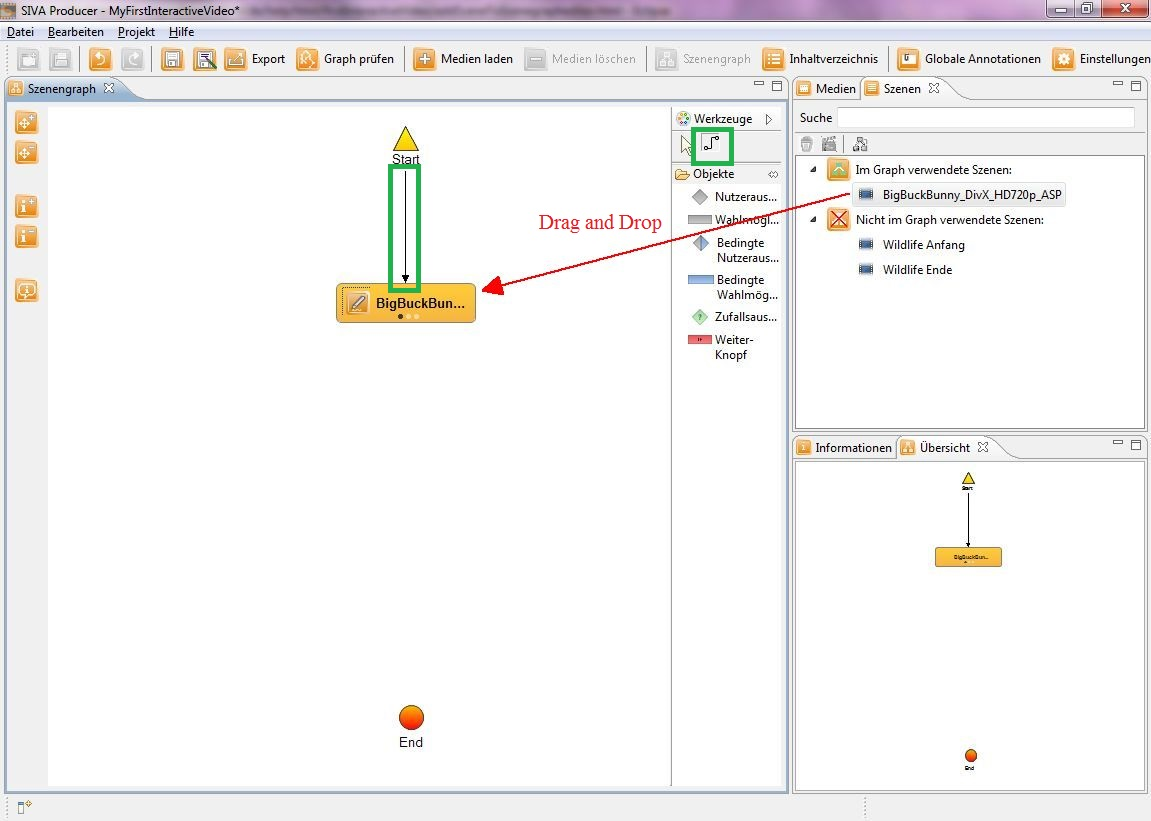 SIVA Producer - MyFirstInteractiveVideo*
Datei Bearbeiten Projekt Hilfe
Export Graph prüfen Medien laden Medien löschen Szenengraph Inhaltverzeichnis Globale Annotationen Einstellungen
Szenengraph
Start
BigBuckBun...
End
Drag and Drop
Werkzeuge
Objekte
Nutzeraus...
Wahlmögl...
Bedingte
Nutzeraus...
Bedingte
Wahlmög...
Zufallsaus...
Weiter-
Knopf
Medien Szenen
Suche
Im Graph verwendete Szenen:
BigBuckBunny_DivX_HD720p_ASP
Nicht im Graph verwendete Szenen:
Wildlife Anfang
Wildlife Ende
Informationen Übersicht
Start
BigBuckBun...
End